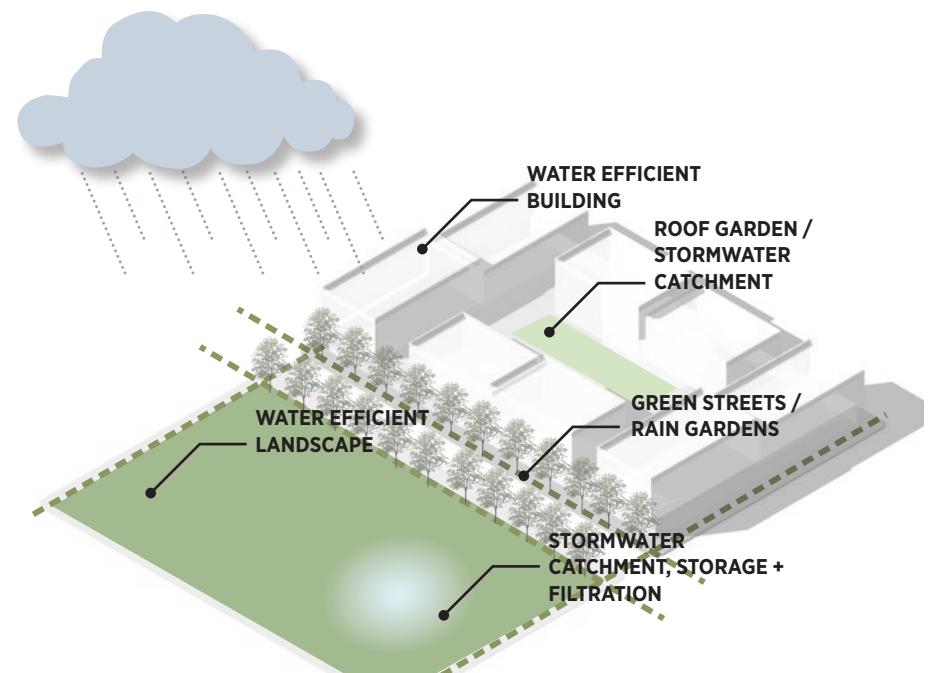 WATER EFFICIENT
BUILDING
ROOF GARDEN /
STORMWATER
CATCHMENT
GREEN STREETS /
RAIN GARDENS
WATER EFFICIENT
LANDSCAPE
STORMWATER
CATCHMENT, STORAGE +
FILTRATION